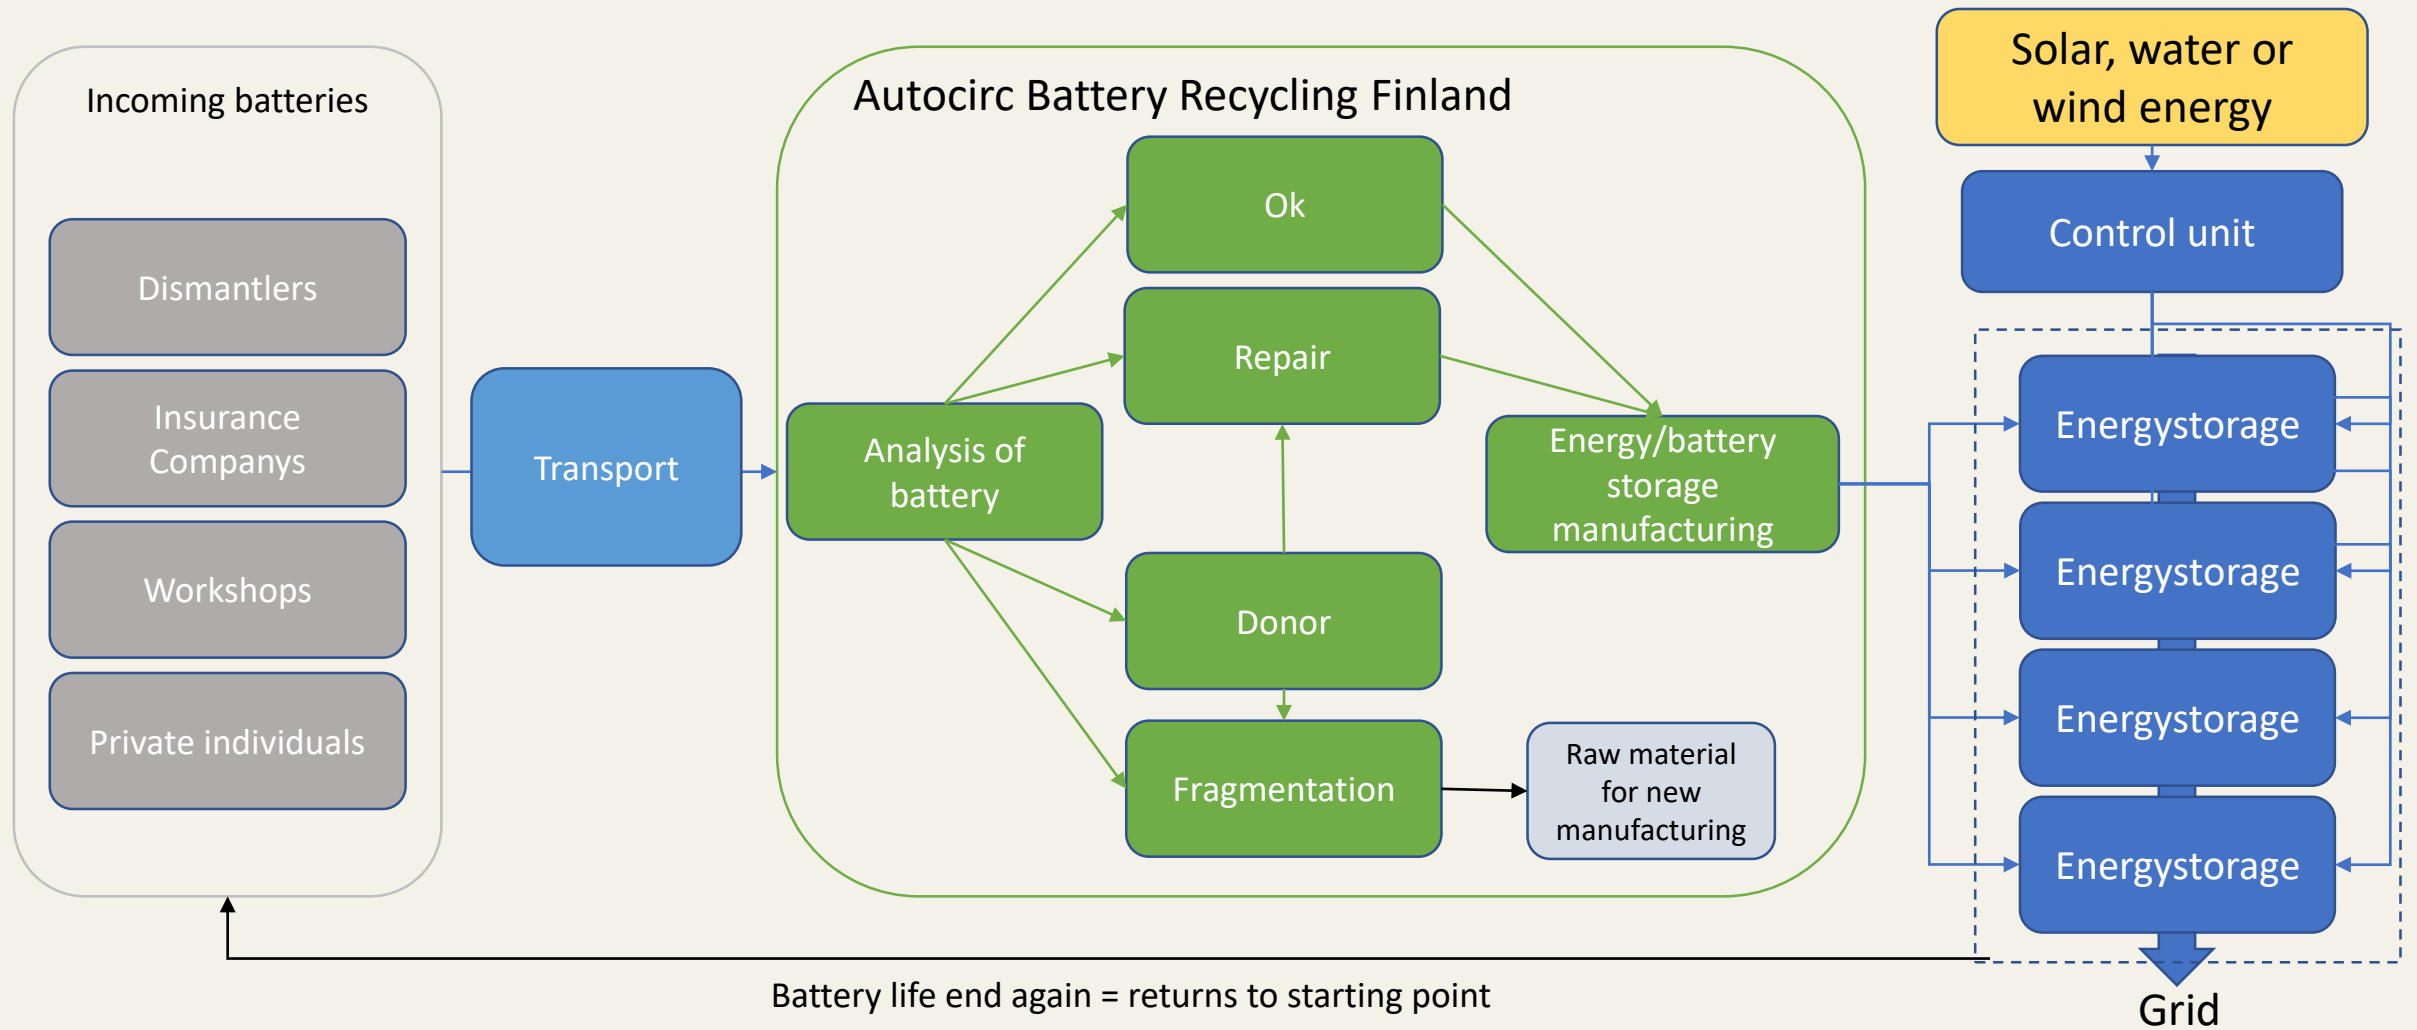 Incoming batteries
Dismantlers
Insurance
Companys
Workshops
Private individuals
Transport
Autocirc Battery Recycling Finland
Analysis of
battery
Ok
Repair
Donor
Fragmentation
Energy/battery
storage
manufacturing
Raw material
for new
manufacturing
Solar, water or
wind energy
Control unit
Energystorage
Energystorage
Energystorage
Energystorage
Grid
Battery life end again = returns to starting point